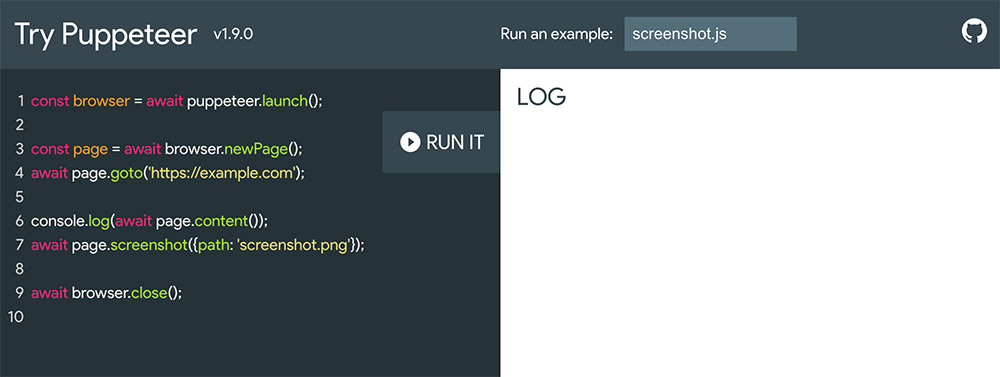 Try Puppeteer v1.9.0
Run an example: screenshot.js
1 const browser = await puppeteer.launch();
2
3 const page = await browser.newPage();
4 await page.goto('https://example.com');
5
6 console.log(await page.content());
7 await page.screenshot({path: 'screenshot.png'});
8
9 await browser.close();
10
RUN IT
LOG